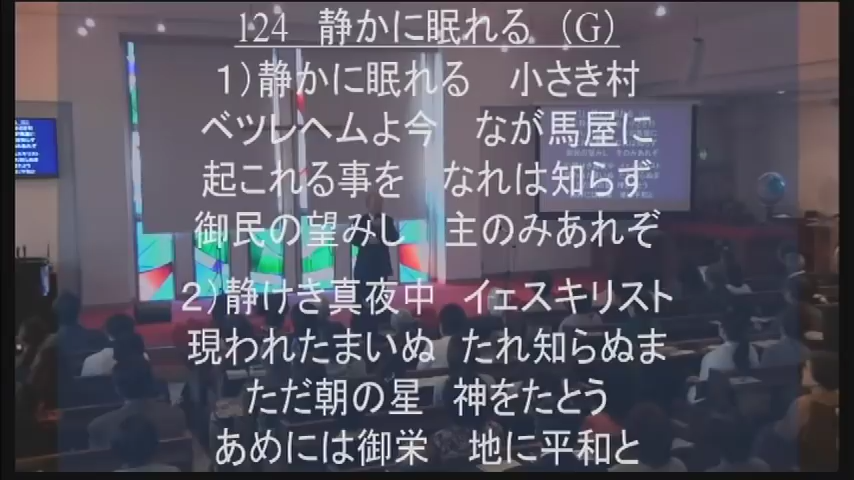 124　静かに眠れる　（G）
１）静かに眠れる　小さき村
ベツレヘムよ今　なが馬屋に
起これる事を　なれは知らず
御民の望みし　主のみあれぞ
２）静けき真夜中　イェスキリスト
現われたまいぬ　たれ知らぬま
ただ朝の星　神をたとう
あめには御栄　地に平和と